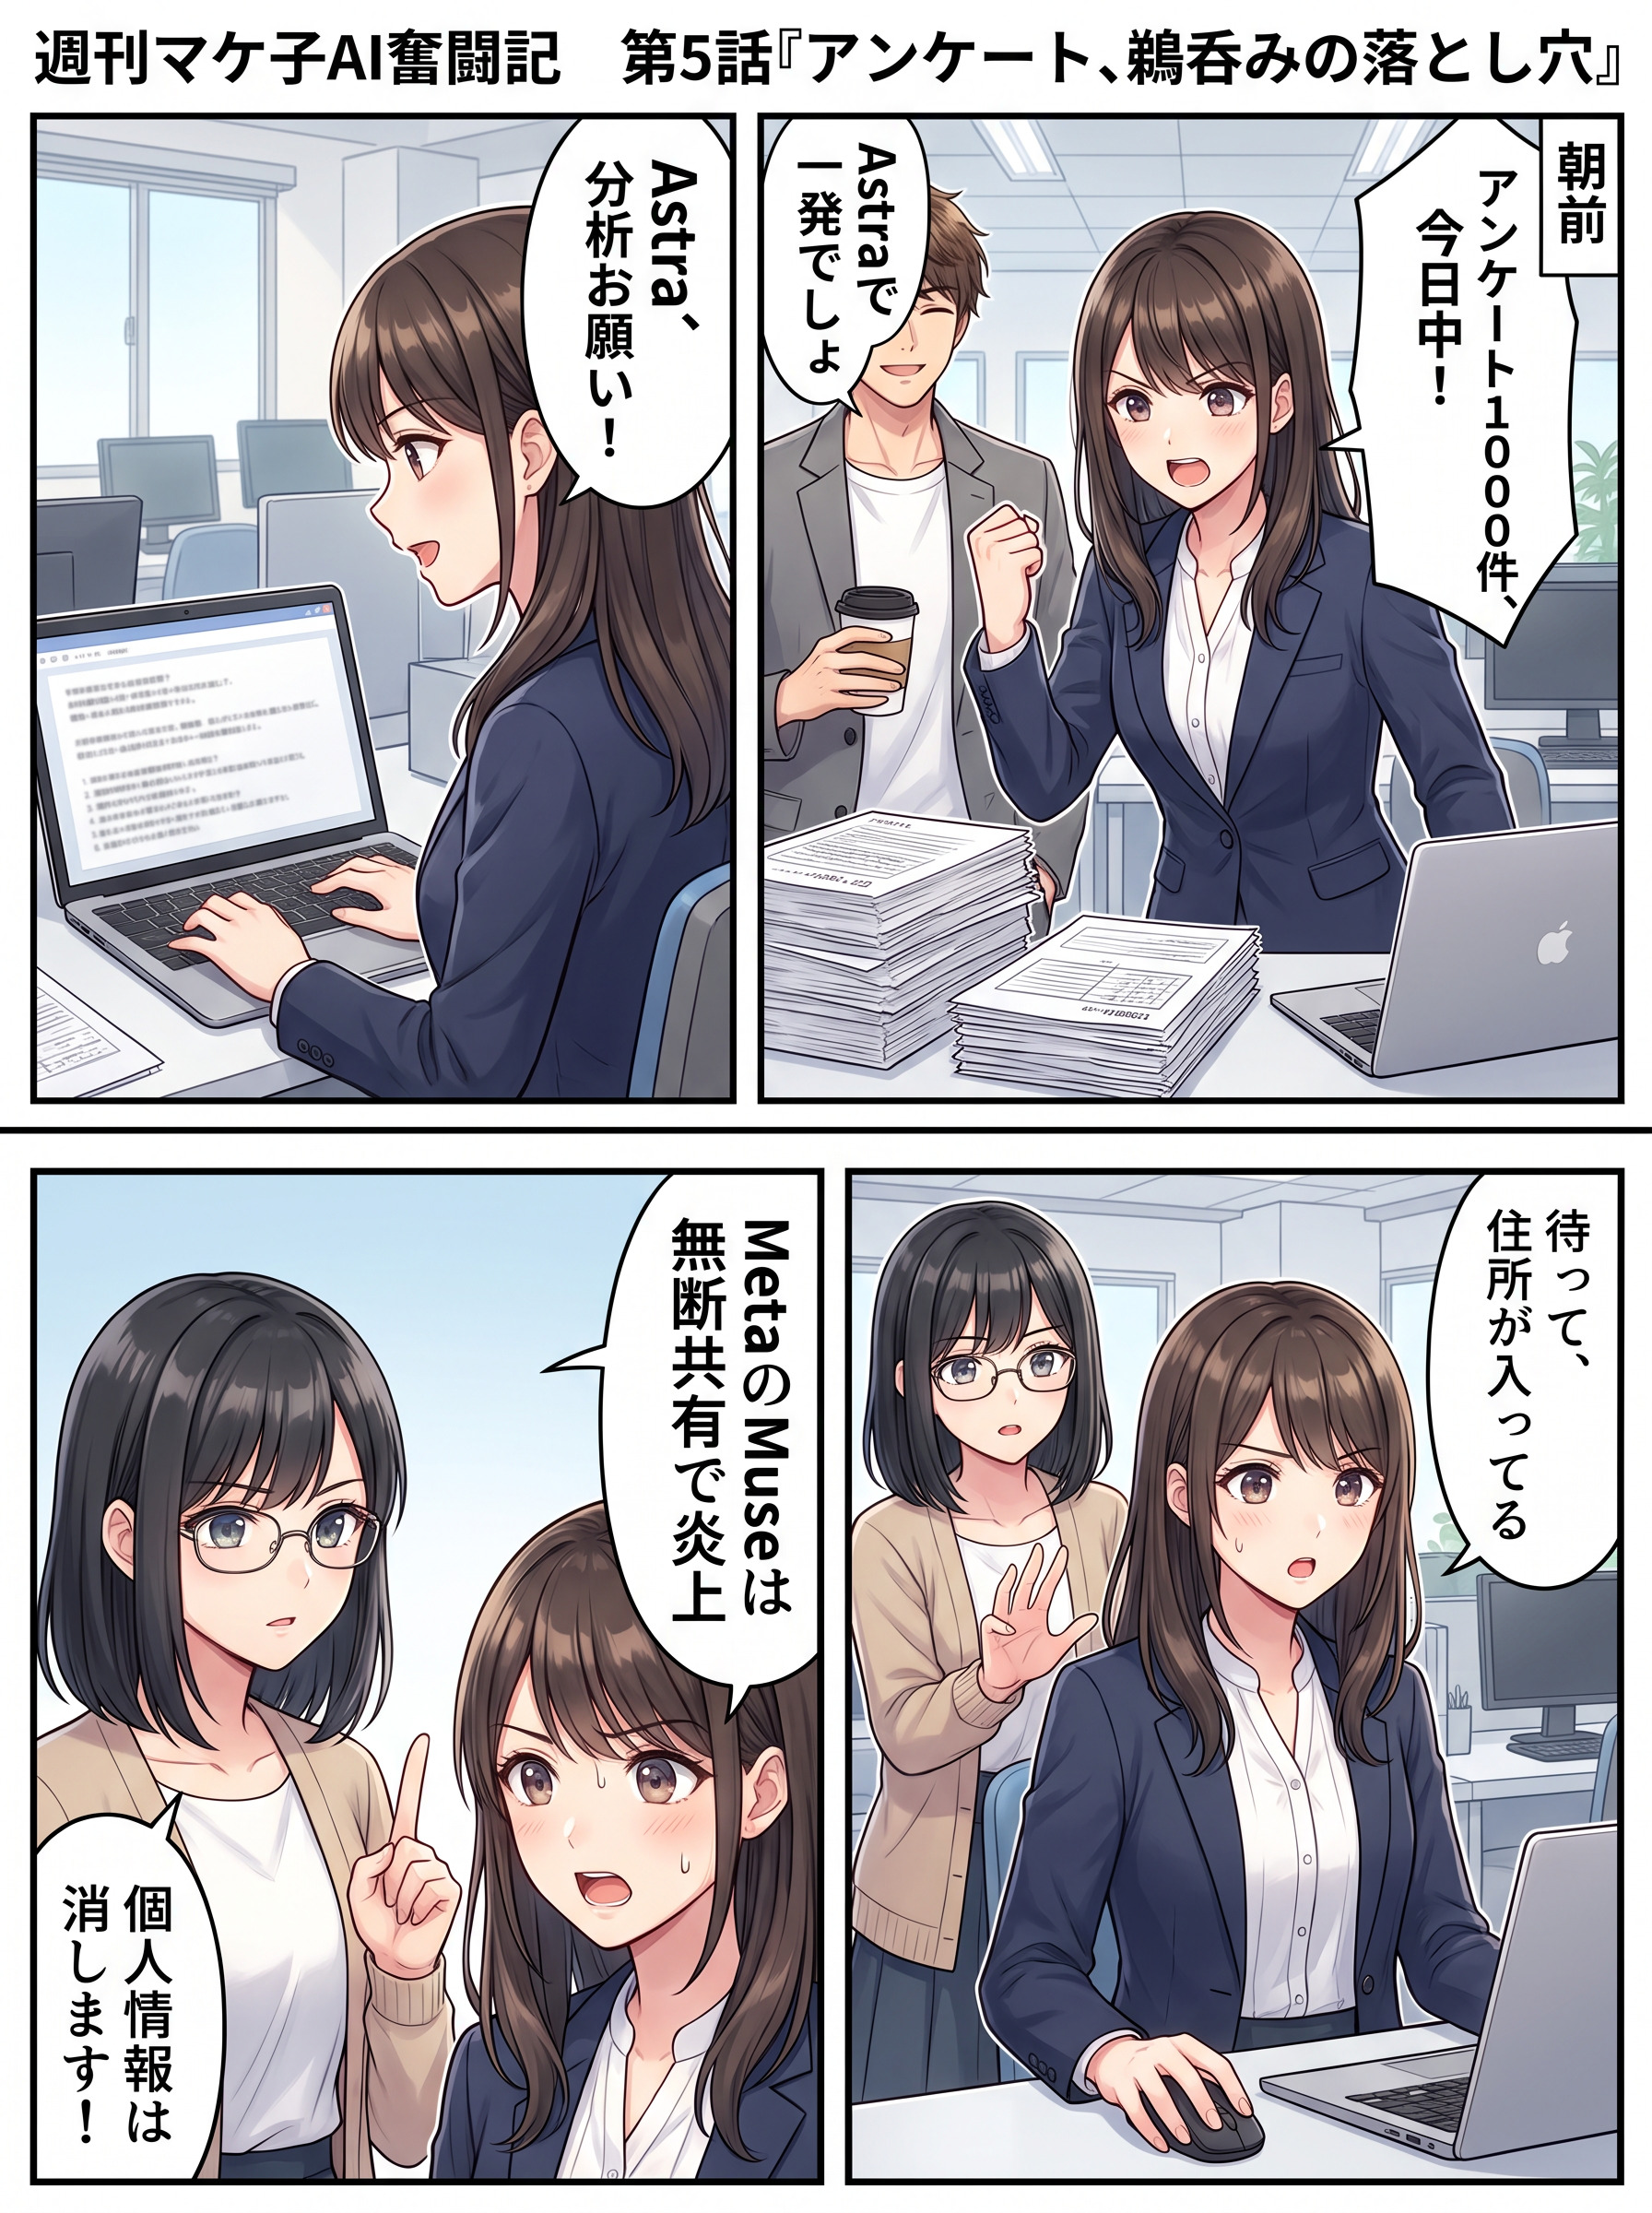 週刊マケ子AI奮闘記　第5話『アンケート、鵜呑みの落とし穴』
朝前
アンケート1000件、
今日中！
Astraで
一発でしょ
Astra、
分析お願い！
待って、
住所が入ってる
MetaのMuseは
無断共有で炎上
個人情報は
消します！